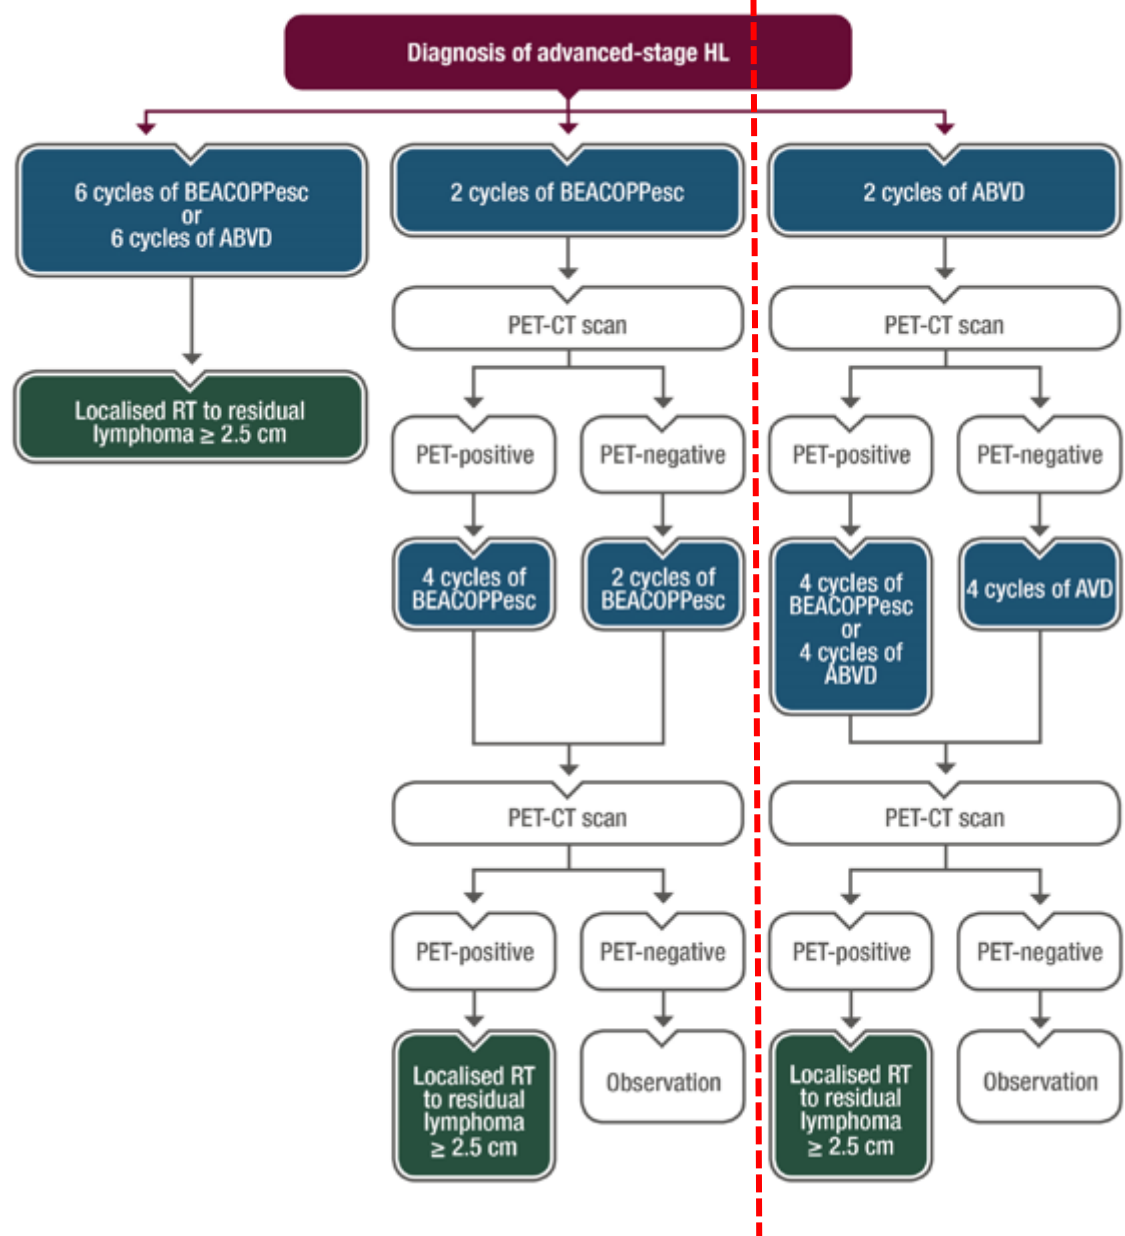 Diagnosis of advanced-stage HL
6 cycles of BEACOPPesc
or
6 cycles of ABVD
Localised RT to residual
lymphoma ≥ 2.5 cm
2 cycles of BEACOPPesc
PET-CT scan
PET-positive
PET-negative
4 cycles of
BEACOPPesc
2 cycles of
BEACOPPesc
PET-CT scan
PET-positive
PET-negative
Localised RT
to residual
lymphoma
≥ 2.5 cm
Observation
2 cycles of ABVD
PET-CT scan
PET-positive
PET-negative
4 cycles of
BEACOPPesc
or
4 cycles of
ABVD
4 cycles of AVD
PET-CT scan
PET-positive
PET-negative
Localised RT
to residual
lymphoma
≥ 2.5 cm
Observation